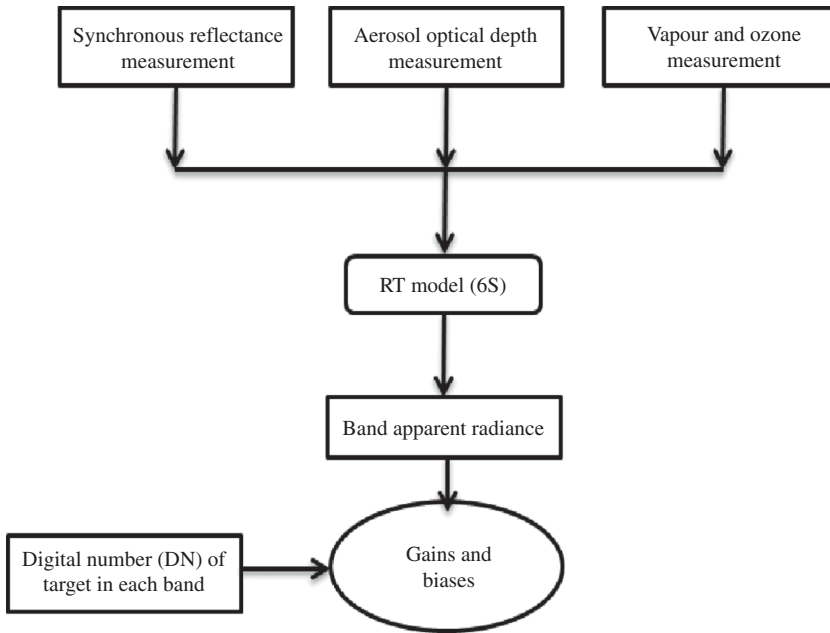 Synchronous reflectance
measurement
Aerosol optical depth
measurement
Vapour and ozone
measurement
RT model (6S)
Band apparent radiance
Gains and
biases
Digital number (DN) of
target in each band